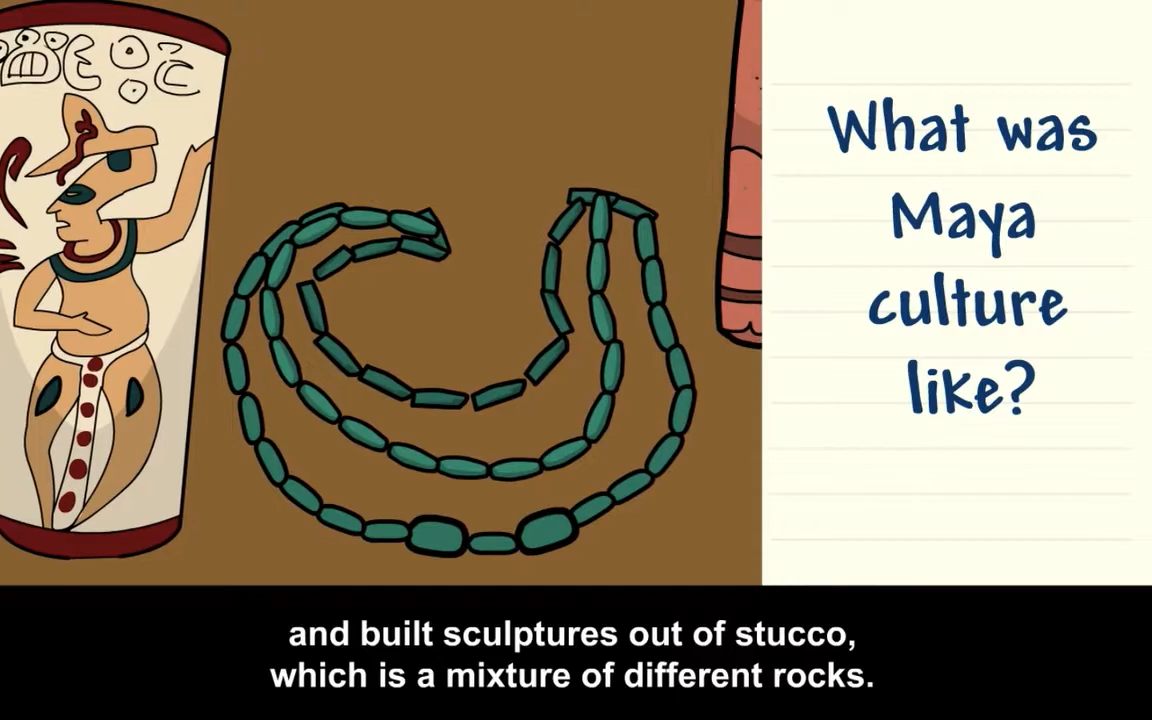 What was
Maya
culture
like?
and built sculptures out of stucco,
which is a mixture of different rocks.